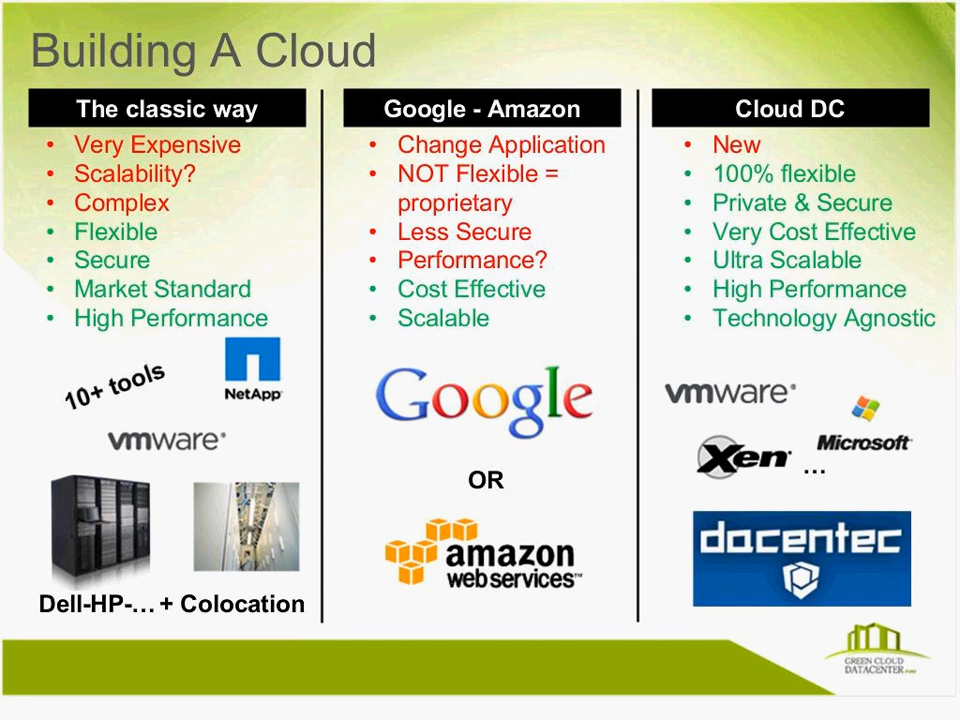 Building A Cloud
The classic way
• Very Expensive
• Scalability?
• Complex
• Flexible
• Secure
• Market Standard
• High Performance
10+ tools
NetApp
vmware®
Dell-HP-… + Colocation
Google - Amazon
• Change Application
• NOT Flexible =
proprietary
• Less Secure
• Performance?
• Cost Effective
• Scalable
Google
OR
amazon
webservices™
Cloud DC
• New
• 100% flexible
• Private & Secure
• Very Cost Effective
• Ultra Scalable
• High Performance
• Technology Agnostic
vmware®
Microsoft
Xen
…
dacentec
GREEN CLOUD
DATACENTER